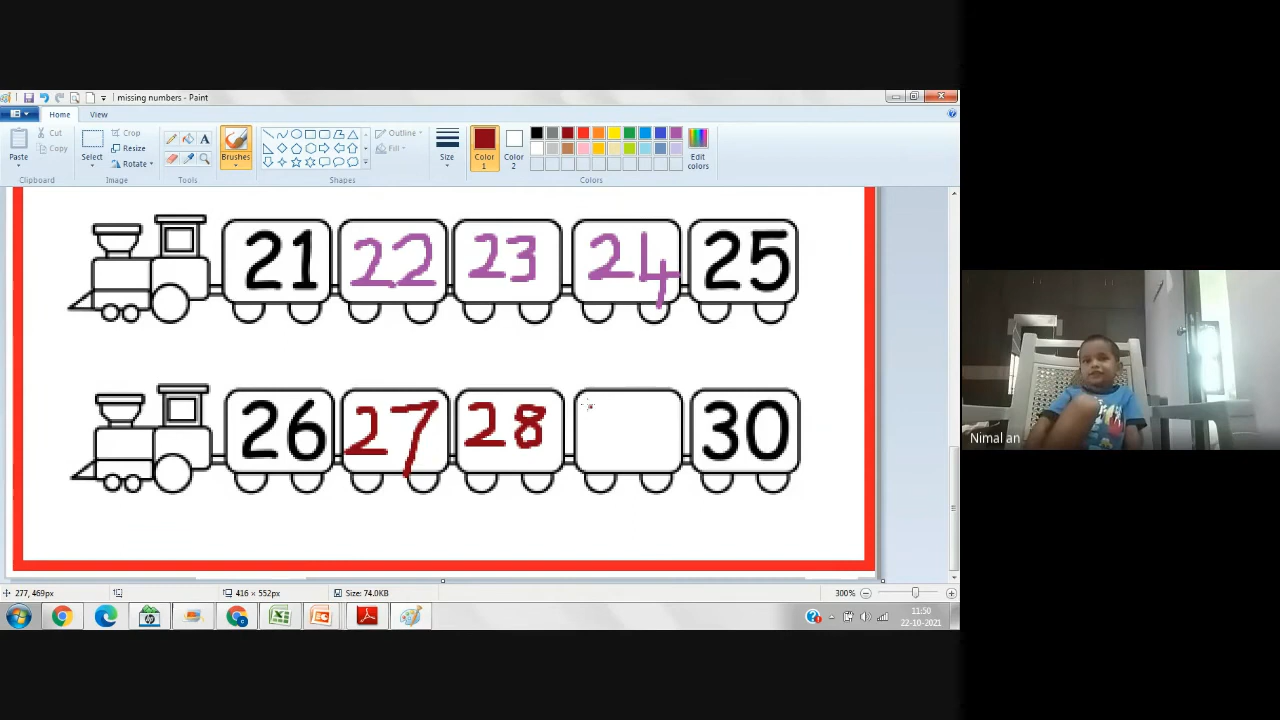 missing numbers - Paint
Home View
Paste
Cut
Copy
Clipboard
Select
Crop
Resize
Rotate
Image
A
Tools
Brushes
Outline
Fill
Shapes
Size
Color 1
Color 2
Edit colors
Colors
21 22 23 24 25
26 27 28 30
Nimal an
277, 469px
416 × 552px
Size: 74.0KB
300%
11:50
22-10-2021